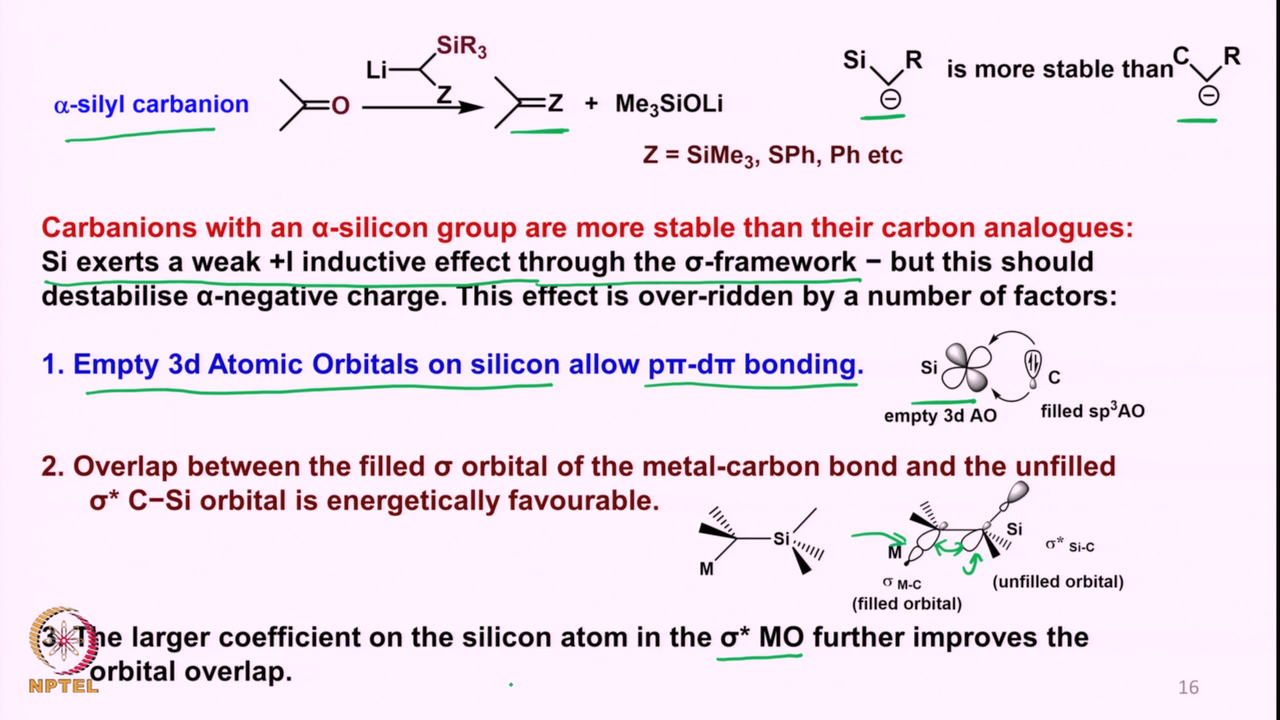 SiR3
Li
Z
α-silyl carbanion
O
Z + Me3SiOLi
Si R is more stable than C R
Z = SiMe3, SPh, Ph etc
Carbanions with an α-silicon group are more stable than their carbon analogues:
Si exerts a weak +I inductive effect through the σ-framework – but this should
destabilise α-negative charge. This effect is over-ridden by a number of factors:
1. Empty 3d Atomic Orbitals on silicon allow pπ-dπ bonding.
Si
C
empty 3d AO
filled sp3AO
2. Overlap between the filled σ orbital of the metal-carbon bond and the unfilled
σ* C–Si orbital is energetically favourable.
Si
M
Si
M
σ* Si-C
σ M-C
(unfilled orbital)
(filled orbital)
3. The larger coefficient on the silicon atom in the σ* MO further improves the
orbital overlap.
NPTEL
16